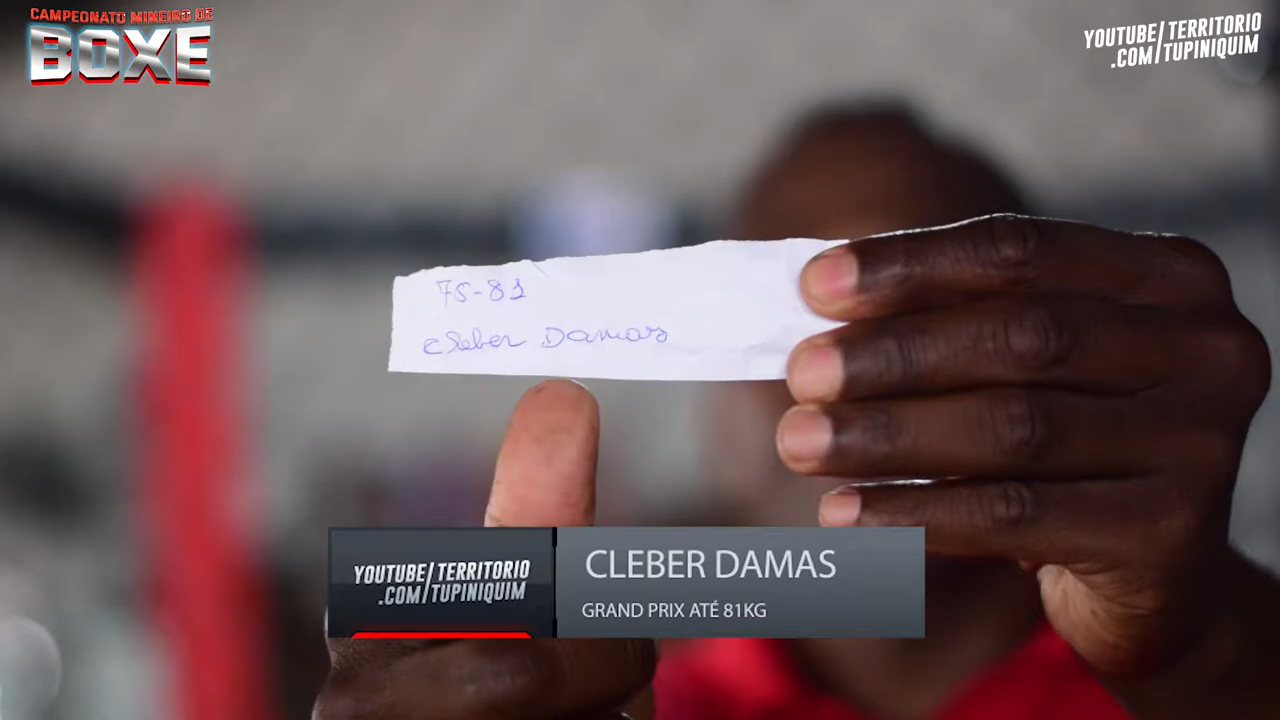 CAMPEONATO MINEIRO DE
BOXE
YOUTUBE/TERRITORIO
.COM/TUPINIQUIM
75-81
Cleber Damas
YOUTUBE/TERRITORIO
.COM/TUPINIQUIM
CLEBER DAMAS
GRAND PRIX ATÉ 81KG